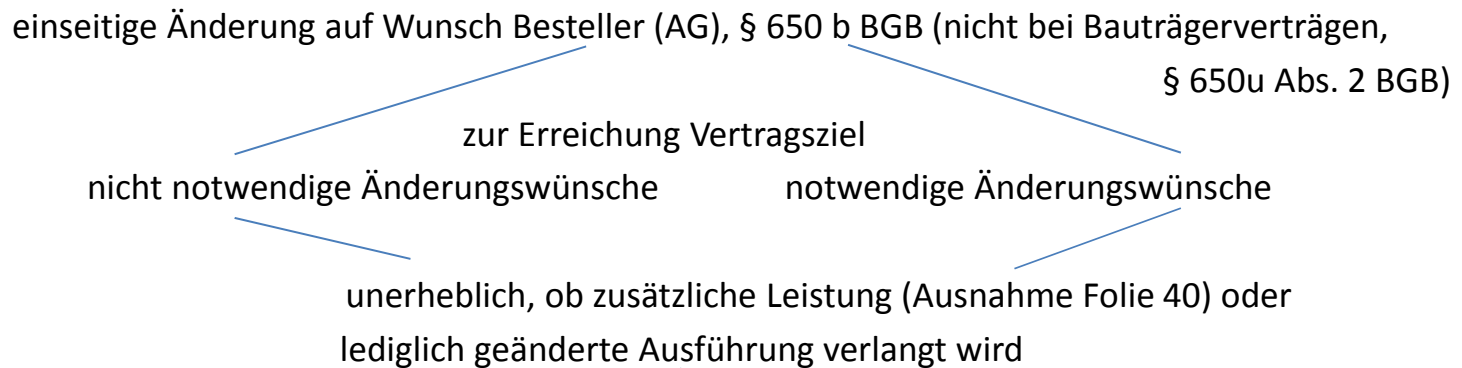 einseitige Änderung auf Wunsch Besteller (AG), § 650 b BGB (nicht bei Bauträgerverträgen,
§ 650u Abs. 2 BGB)
zur Erreichung Vertragsziel
nicht notwendige Änderungswünsche notwendige Änderungswünsche
unerheblich, ob zusätzliche Leistung (Ausnahme Folie 40) oder
lediglich geänderte Ausführung verlangt wird